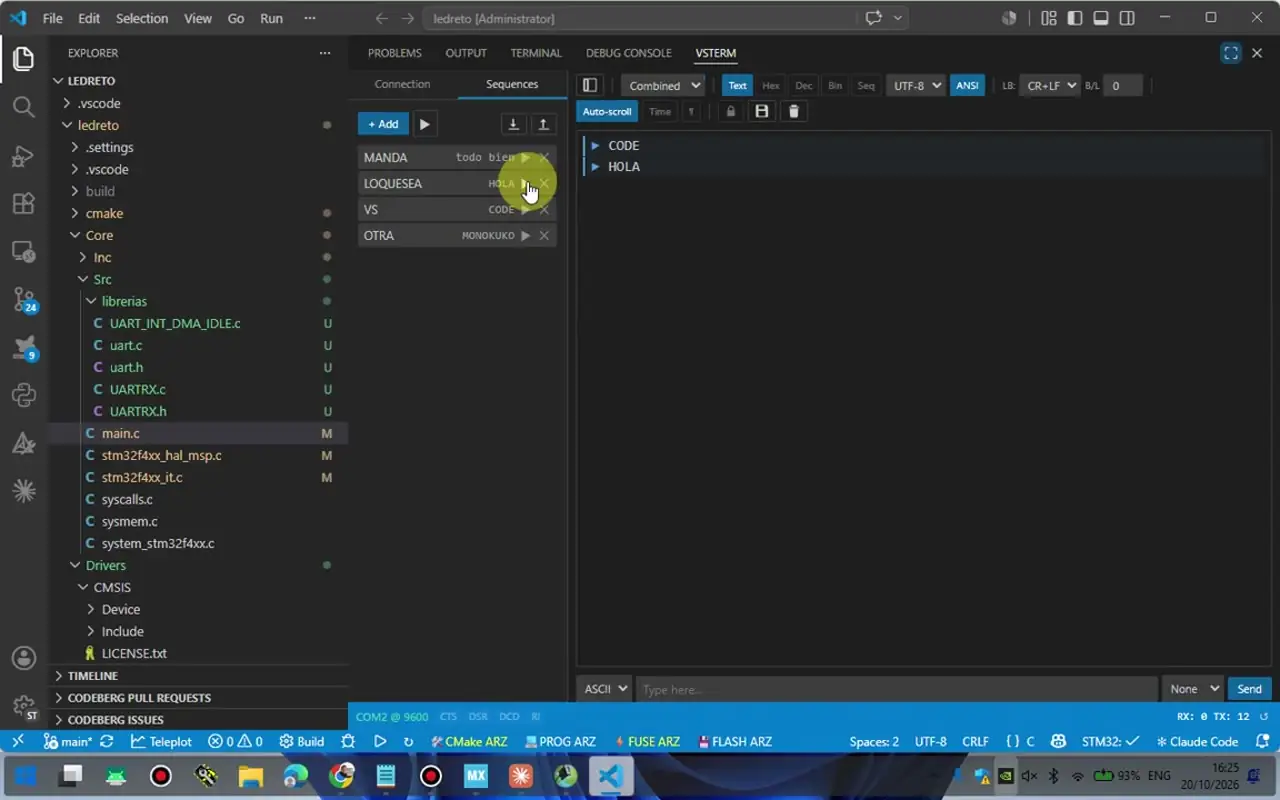 File Edit Selection View Go Run ··· ledreto [Administrator]
EXPLORER
LEDRETO
.vscode
ledreto
.settings
.vscode
build
cmake
Core
Inc
Src
librerias
UART_INT_DMA_IDLE.c U
uart.c U
uart.h U
UARTRX.c U
UARTRX.h U
main.c M
stm32f4xx_hal_msp.c M
stm32f4xx_it.c M
syscalls.c
sysmem.c
system_stm32f4xx.c
Drivers
CMSIS
Device
Include
LICENSE.txt
TIMELINE
CODEBERG PULL REQUESTS
CODEBERG ISSUES
24
9
ST
PROBLEMS OUTPUT TERMINAL DEBUG CONSOLE VSTERM
Connection Sequences
+ Add
MANDA todo bien
LOQUESEA HOLA
VS CODE
OTRA MONOKUKO
Combined Text Hex Dec Bin Seq UTF-8 ANSI LB: CR+LF B/L 0
Auto-scroll Time ¶
CODE
HOLA
ASCII Type here... None Send
COM2 @ 9600 CTS DSR DCD RI RX: 0 TX: 12
main* Teleplot 0 0 Build CMake ARZ PROG ARZ FUSE ARZ FLASH ARZ Spaces: 2 UTF-8 CRLF {} C STM32: Claude Code
MX 93% ENG 16:25
20/10/2026